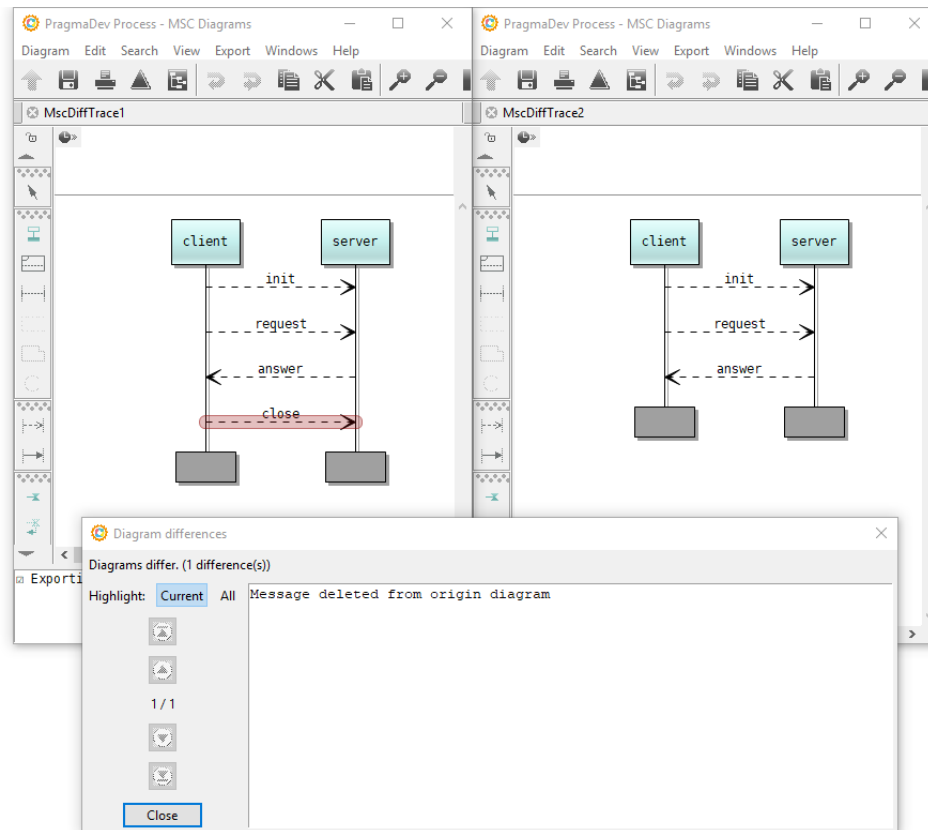 PragmaDev Process - MSC Diagrams
Diagram Edit Search View Export Windows Help
MscDiffTrace1
client
server
init
request
answer
close
Exporti
PragmaDev Process - MSC Diagrams
Diagram Edit Search View Export Windows Help
MscDiffTrace2
client
server
init
request
answer
Diagram differences
Diagrams differ. (1 difference(s))
Highlight: Current All
Message deleted from origin diagram
1 / 1
Close